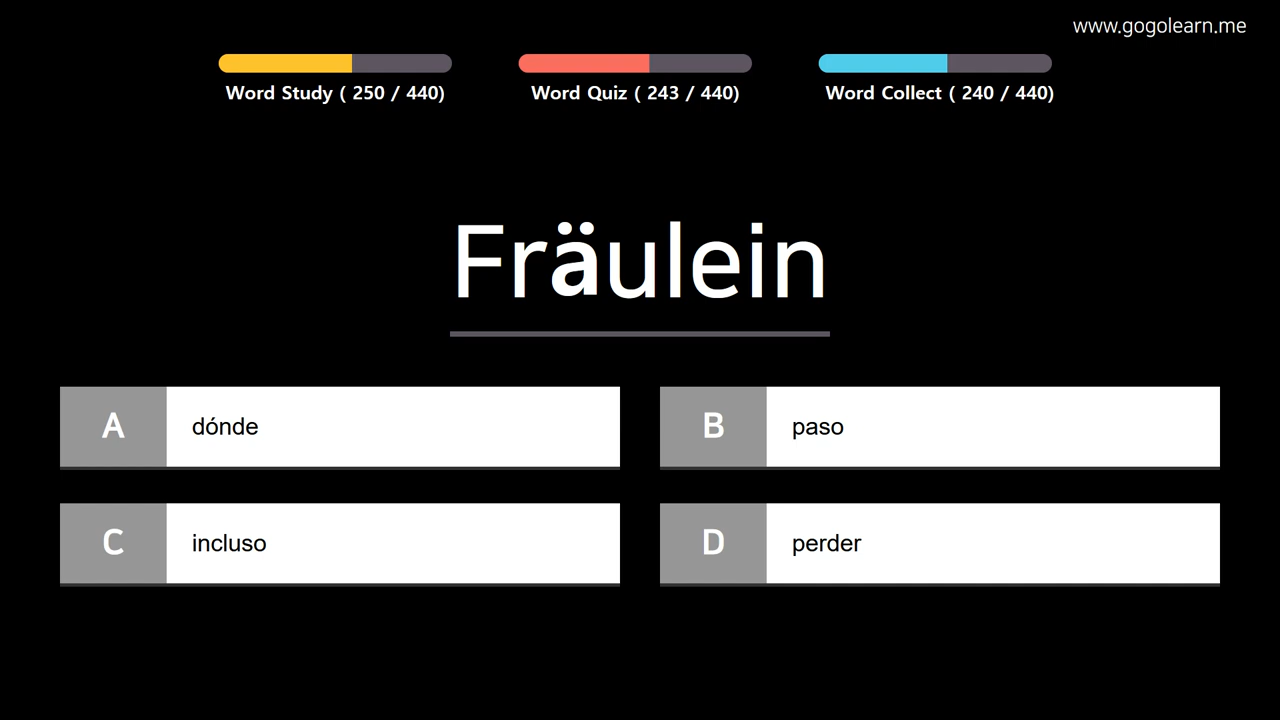 www.gogolearn.me
Word Study ( 250 / 440)
Word Quiz ( 243 / 440)
Word Collect ( 240 / 440)
Fräulein
A dónde
B paso
C incluso
D perder